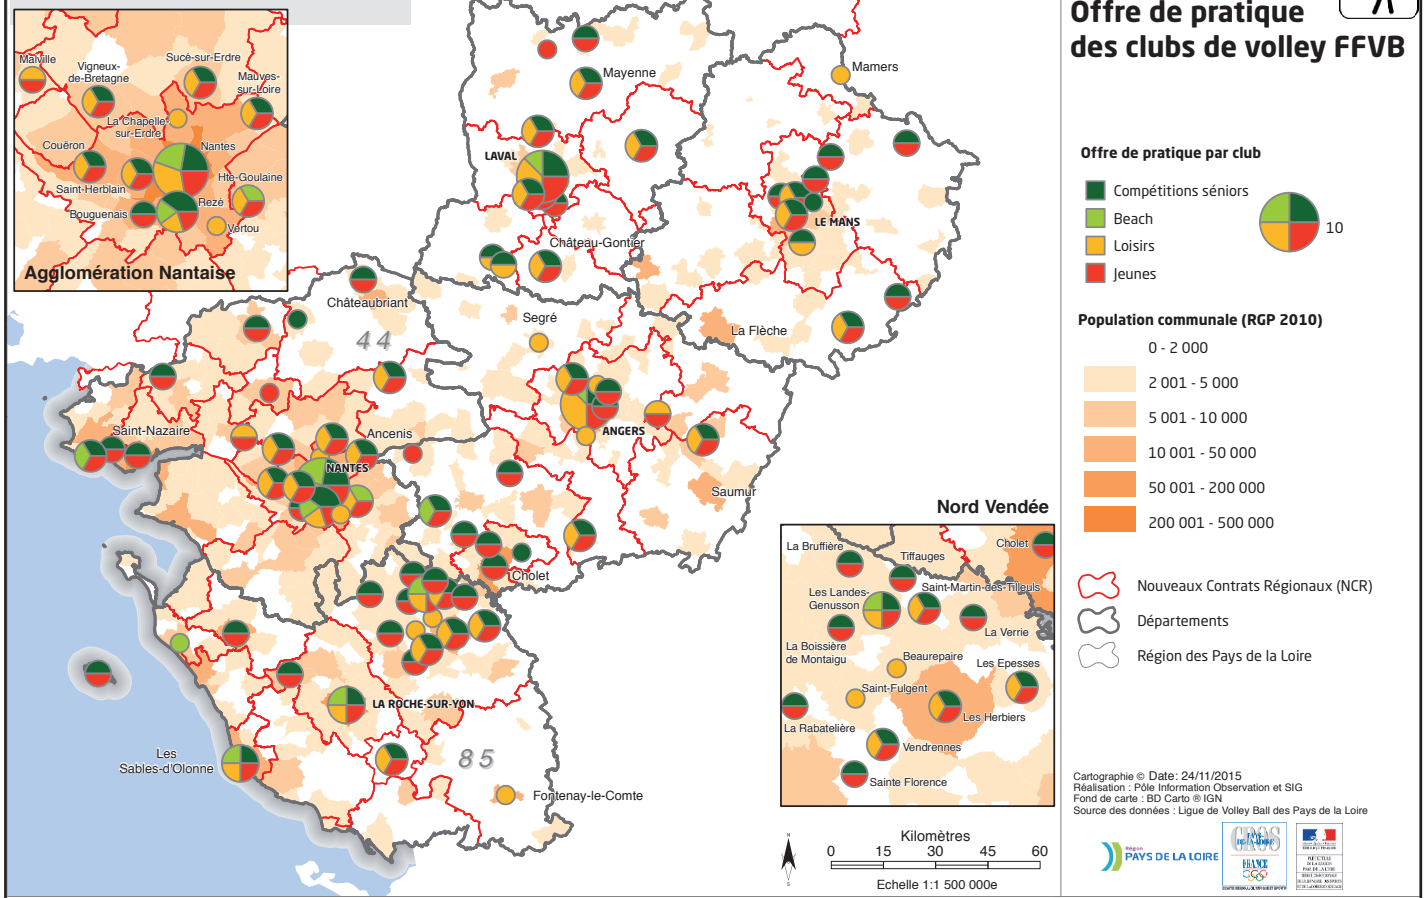 Offre de pratique
des clubs de volley FFVB
Offre de pratique par club
Compétitions séniors
Beach
Loisirs
Jeunes
10
Population communale (RGP 2010)
0 - 2 000
2 001 - 5 000
5 001 - 10 000
10 001 - 50 000
50 001 - 200 000
200 001 - 500 000
Nouveaux Contrats Régionaux (NCR)
Départements
Région des Pays de la Loire
Cartographie © Date: 24/11/2015
Réalisation : Pôle Information Observation et SIG
Fond de carte : BD Carto ® IGN
Source des données : Ligue de Volley Ball des Pays de la Loire
Région
PAYS DE LA LOIRE
CROS
PAYS-
DE-LA-LOIRE
FRANCE
Malville
Vigneux-
de-Bretagne
Sucé-sur-Erdre
Mauves-
sur-Loire
La Chapelle-
sur-Erdre
Couëron
Nantes
Saint-Herblain
Hte-Goulaine
Rezé
Bouguenais
Vertou
Agglomération Nantaise
Mayenne
Mamers
LAVAL
LE MANS
Château-Gontier
Châteaubriant
Segré
La Flèche
44
Saint-Nazaire
Ancenis
ANGERS
NANTES
Saumur
Cholet
LA ROCHE-SUR-YON
Les
Sables-d'Olonne
85
Fontenay-le-Comte
Nord Vendée
La Bruffière
Tiffauges
Cholet
Les Landes-
Genusson
Saint-Martin-des-Tilleuls
La Verrie
La Boissière
de Montaigu
Beaurepaire
Les Epesses
Saint-Fulgent
Les Herbiers
La Rabatelière
Vendrennes
Sainte Florence
N
S
Kilomètres
0 15 30 45 60
Echelle 1:1 500 000e